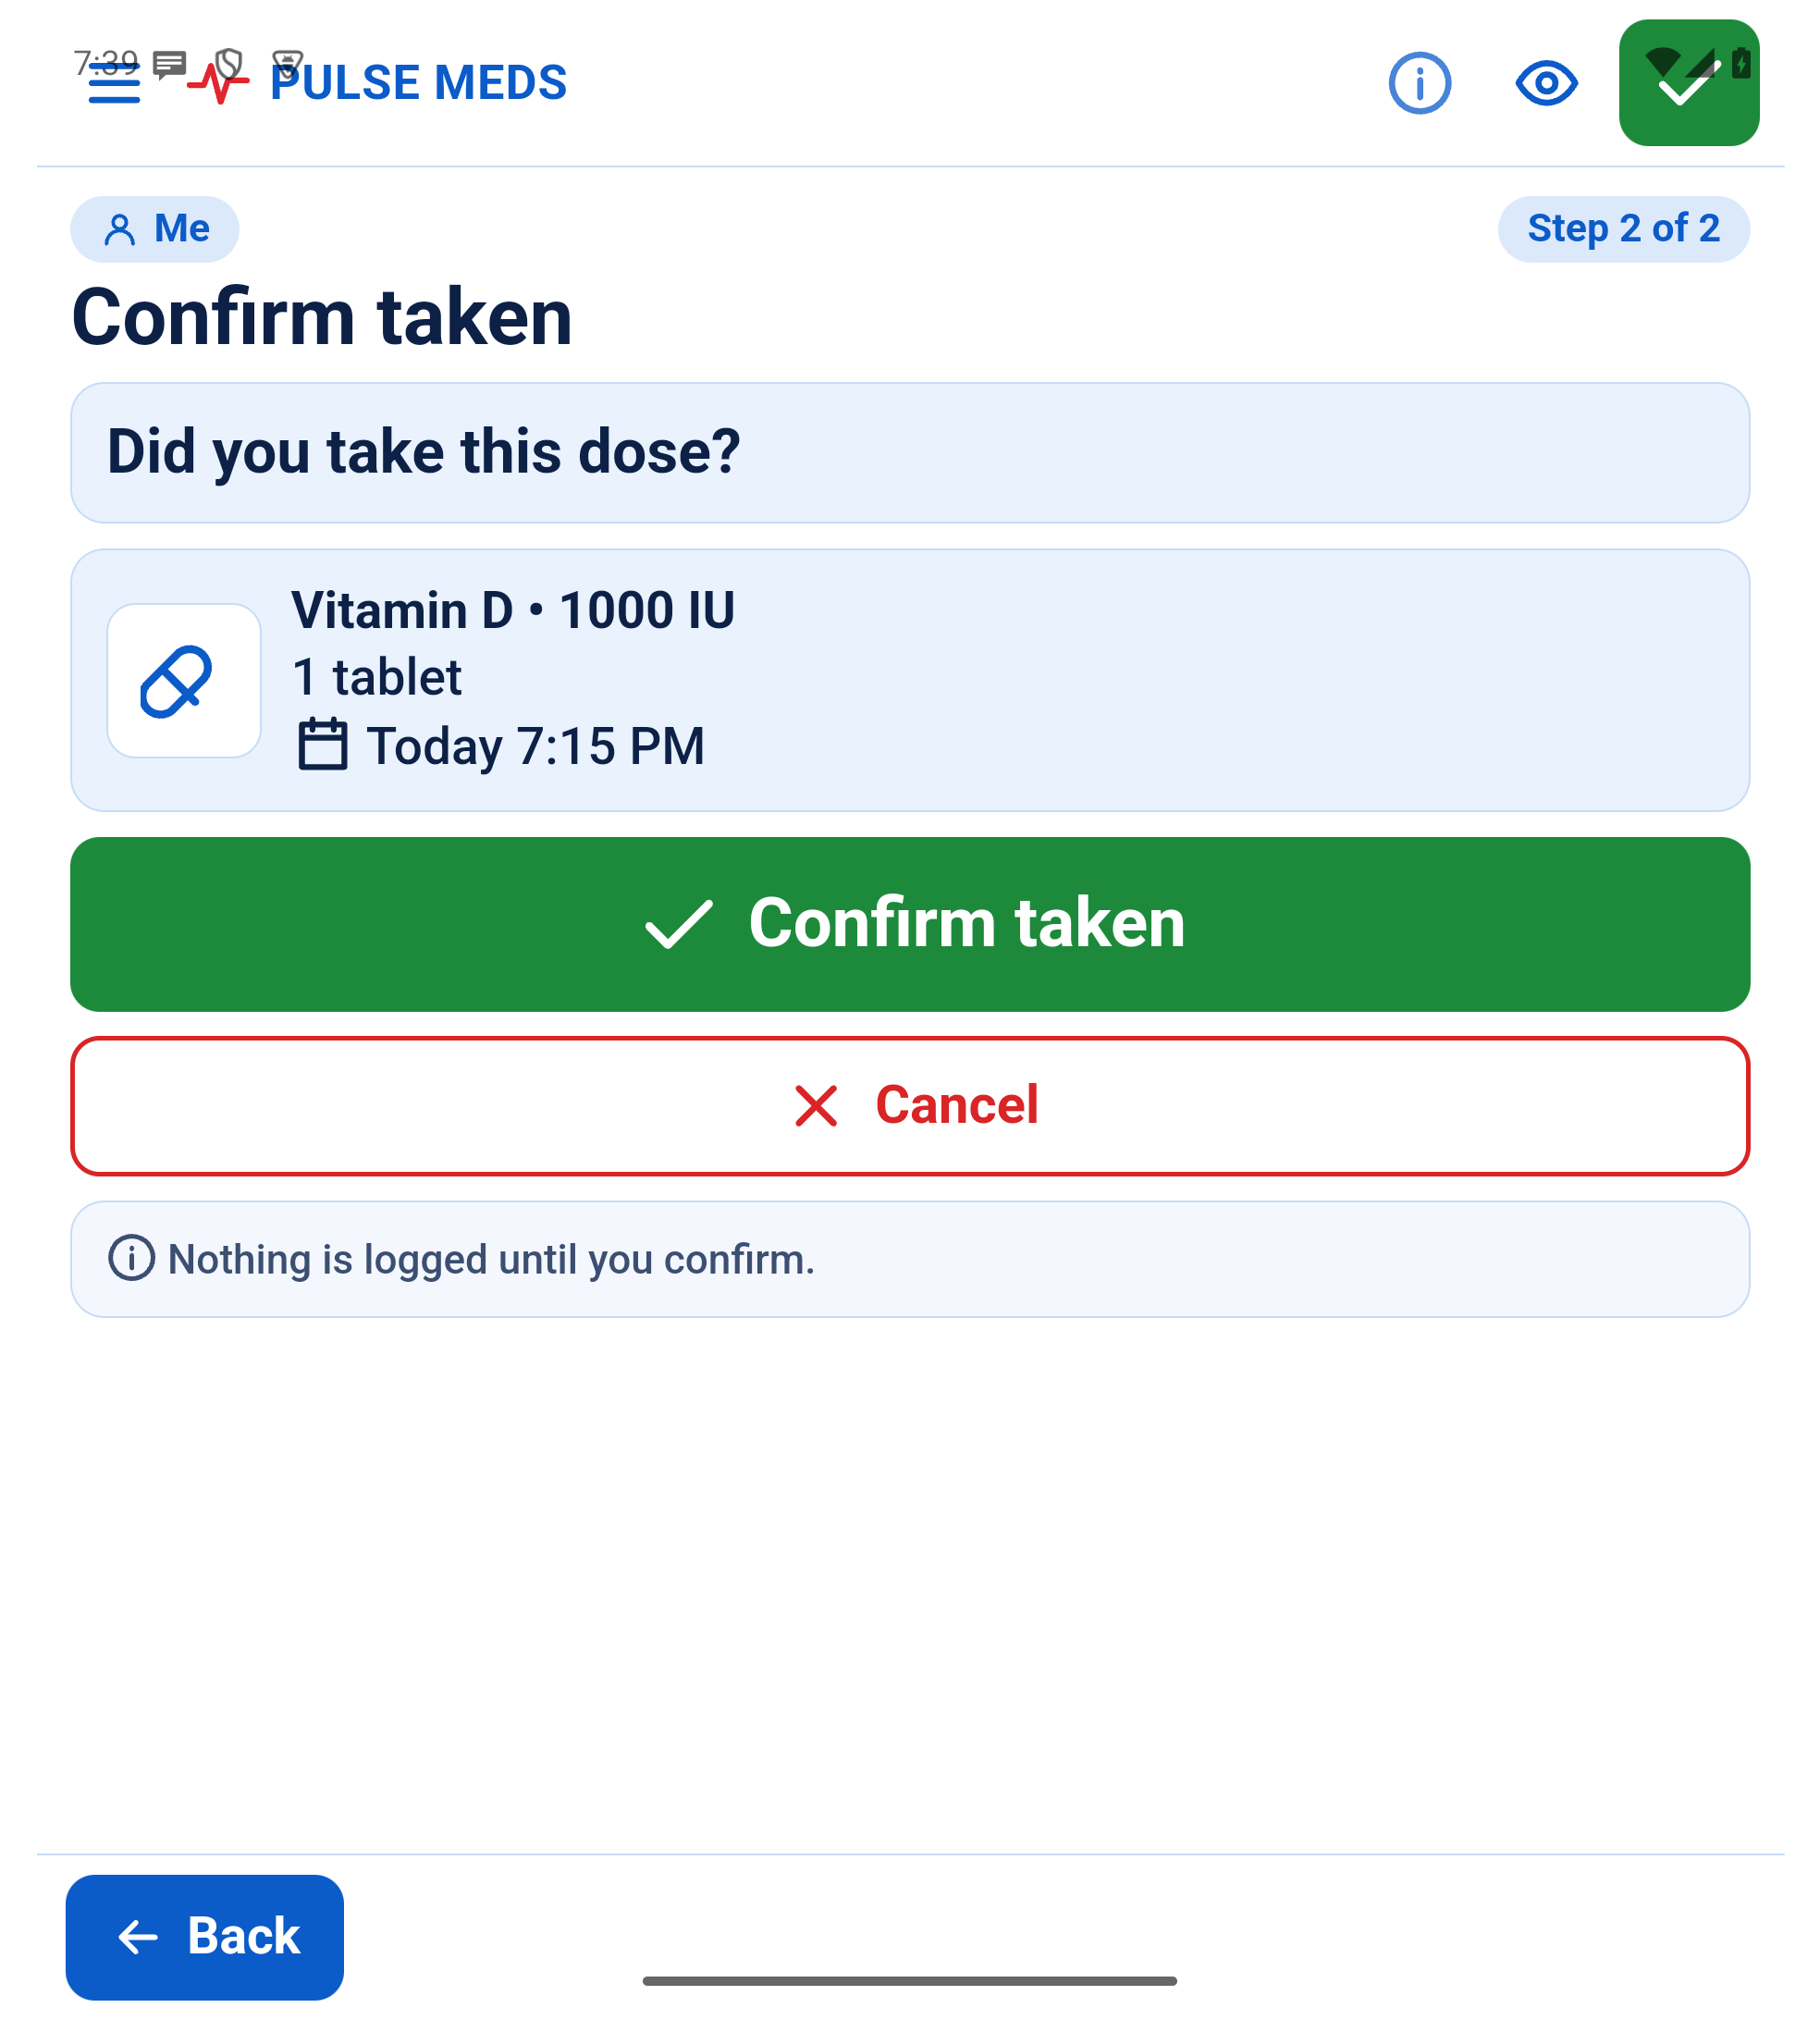 7:39
PULSE MEDS
Me
Step 2 of 2
Confirm taken
Did you take this dose?
Vitamin D • 1000 IU
1 tablet
Today 7:15 PM
Confirm taken
Cancel
Nothing is logged until you confirm.
Back